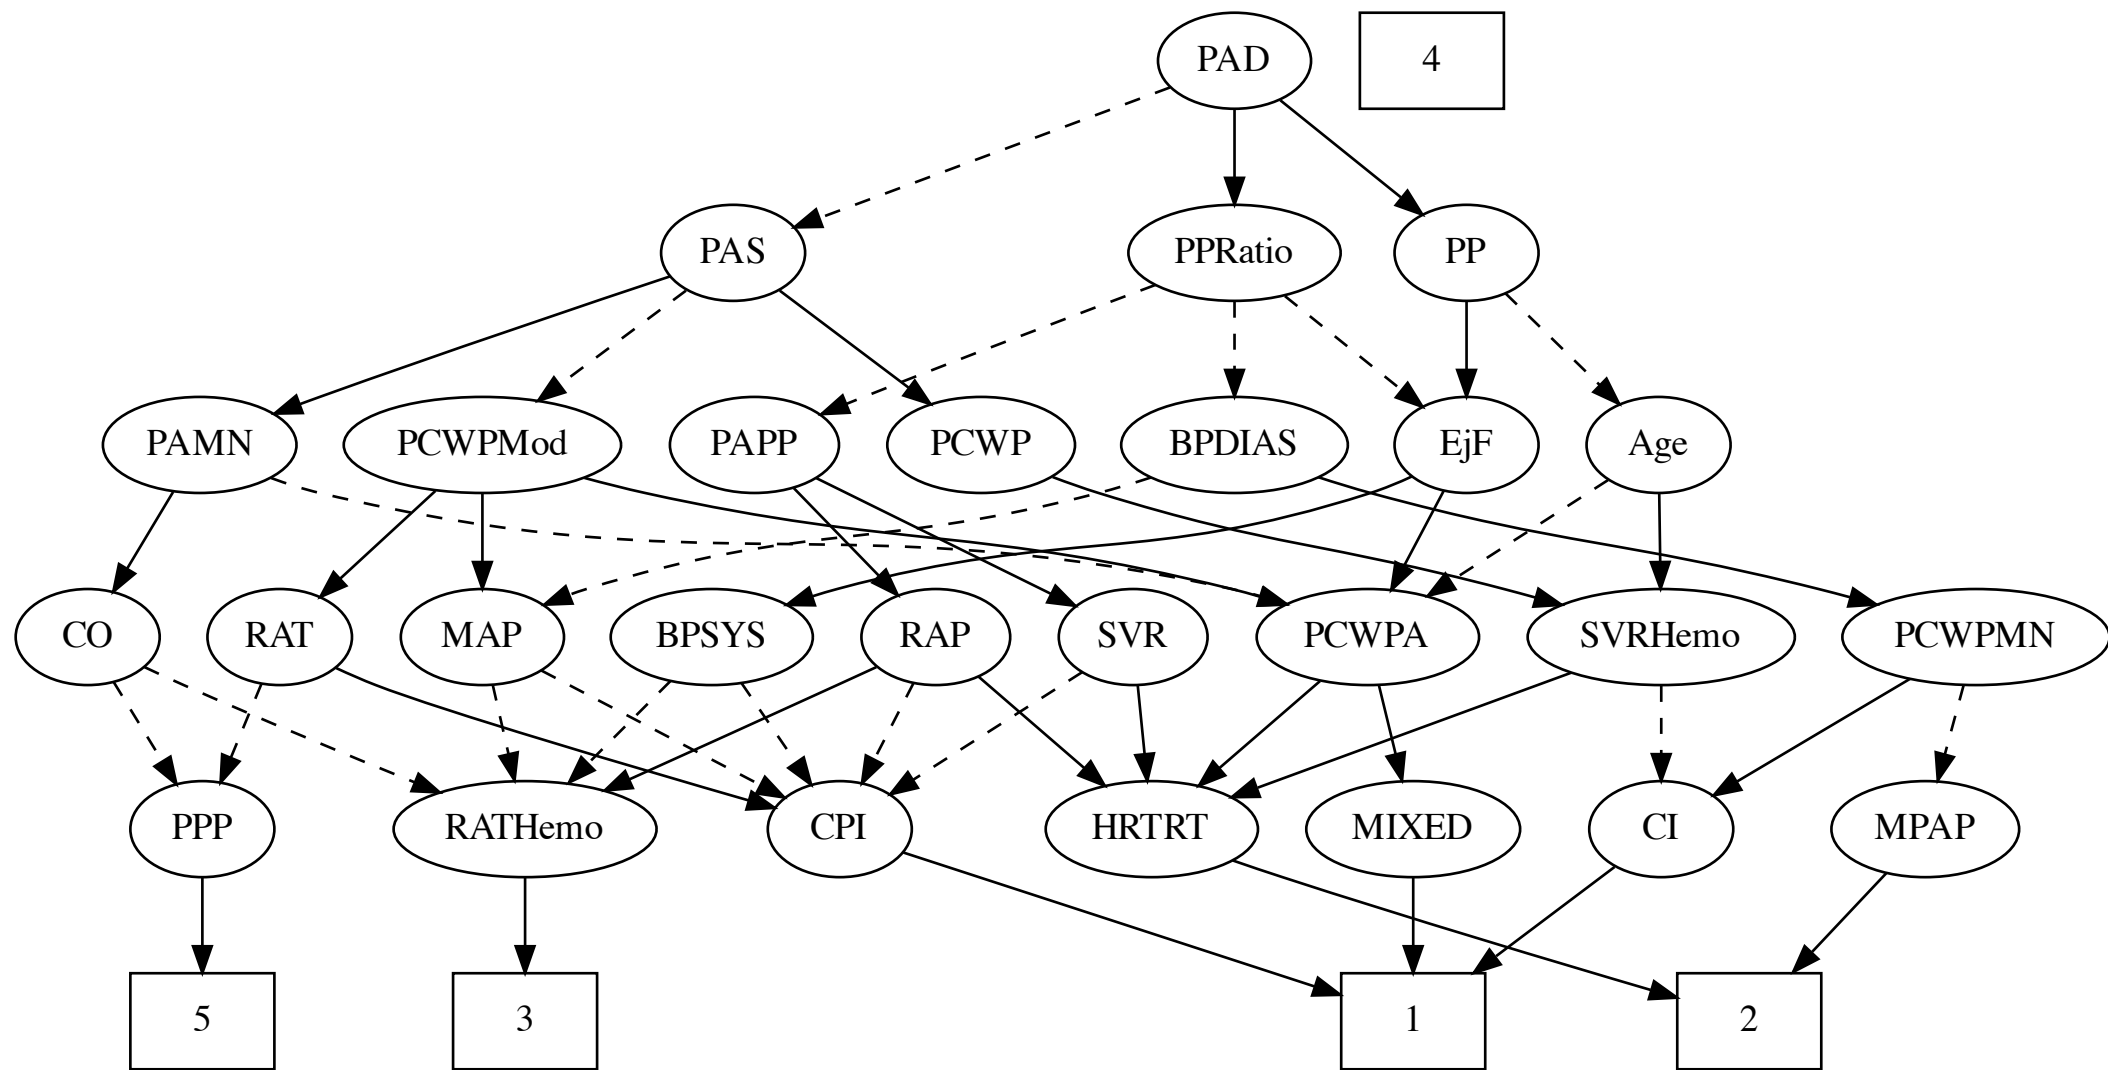 PAD
4
PAS
PPRatio
PP
PAMN
PCWPMod
PAPP
PCWP
BPDIAS
EjF
Age
CO
RAT
MAP
BPSYS
RAP
SVR
PCWPA
SVRHemo
PCWPMN
PPP
RATHemo
CPI
HRTRT
MIXED
CI
MPAP
5
3
1
2